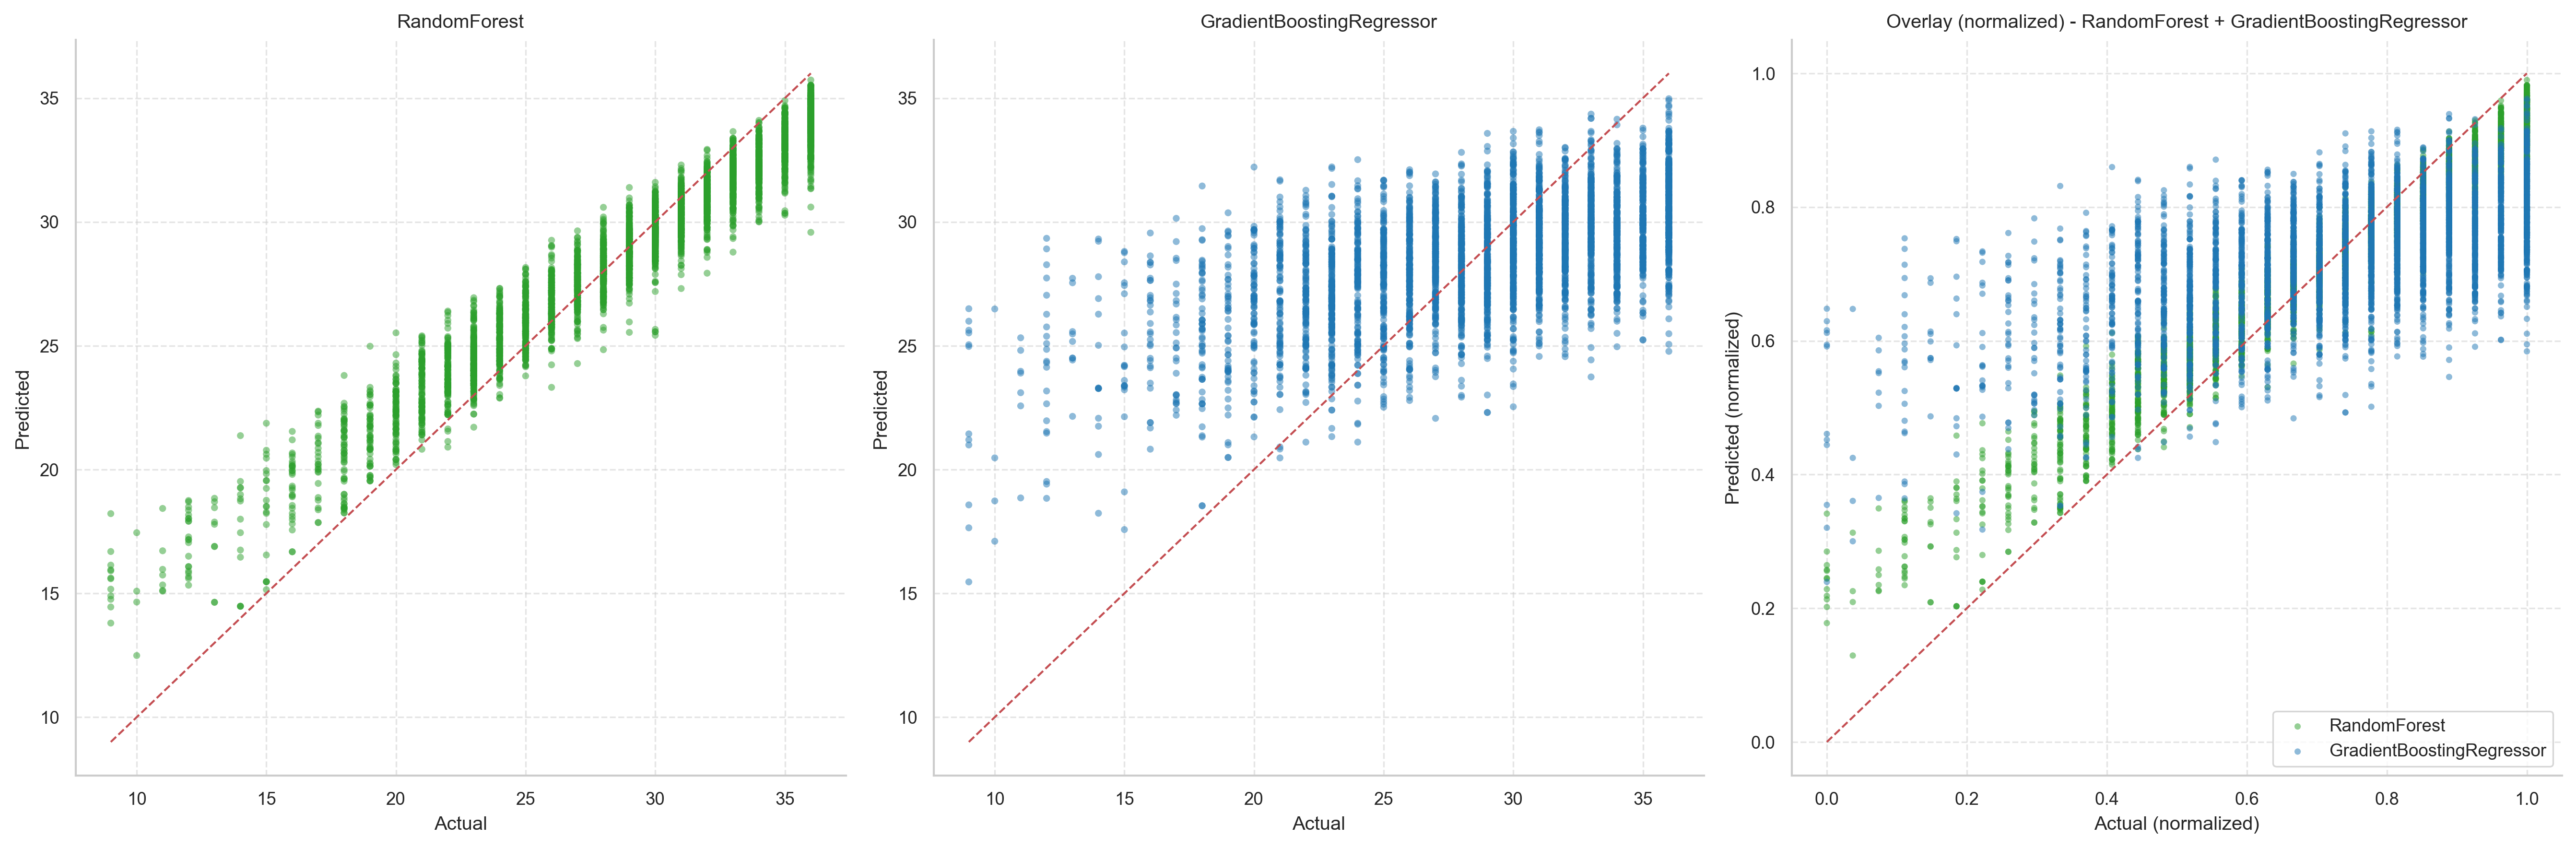 RandomForest
Predicted
35
30
25
20
15
10
10 15 20 25 30 35
Actual
GradientBoostingRegressor
Predicted
35
30
25
20
15
10
10 15 20 25 30 35
Actual
Overlay (normalized) - RandomForest + GradientBoostingRegressor
Predicted (normalized)
1.0
0.8
0.6
0.4
0.2
0.0
RandomForest
GradientBoostingRegressor
0.0 0.2 0.4 0.6 0.8 1.0
Actual (normalized)